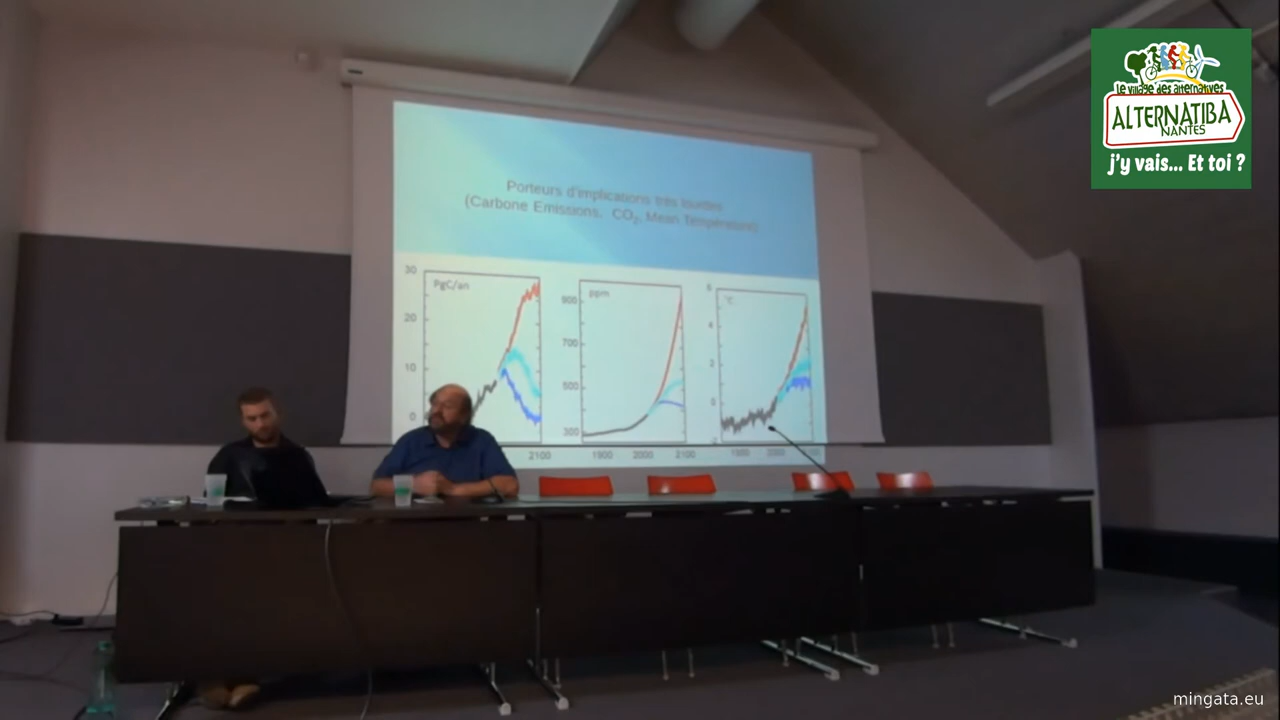 le village des alternatives
ALTERNATIBA
NANTES
j'y vais... Et toi ?
Porteurs d'implications très lourdes
(Carbone Emissions, CO2, Mean Température)
30
20
10
0
PgC/an
2100
900
700
500
300
ppm
1900 2000 2100
6
4
2
0
°C
1900 2000
mingata.eu